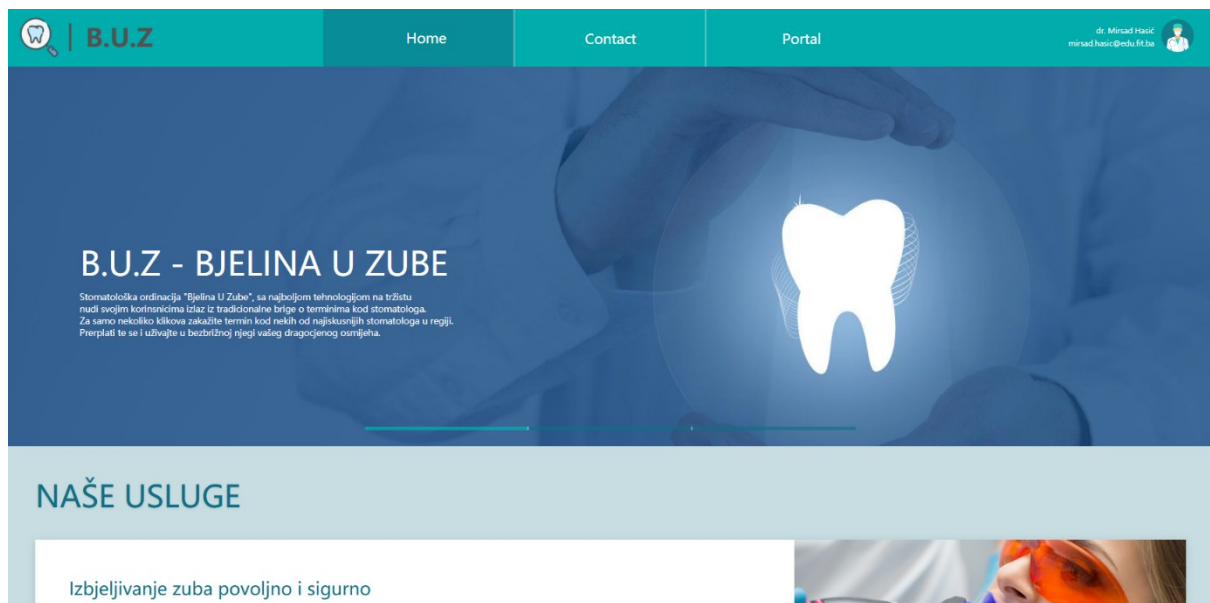 B.U.Z
Home
Contact
Portal
dr. Mirsad Hasić
mirsad.hasic@edu.fit.ba
B.U.Z - BJELINA U ZUBE
Stomatološka ordinacija "Bjelina U Zube", sa najboljom tehnologijom na tržistu
nudi svojim korinsnicima izlaz iz tradicionalne brige o terminima kod stomatologa.
Za samo nekoliko klikova zakažite termin kod nekih od najiskusnijih stomatologa u regiji.
Prerplati te se i uživajte u bezbrižnoj njegi vašeg dragocjenog osmijeha.
NAŠE USLUGE
Izbjeljivanje zuba povoljno i sigurno